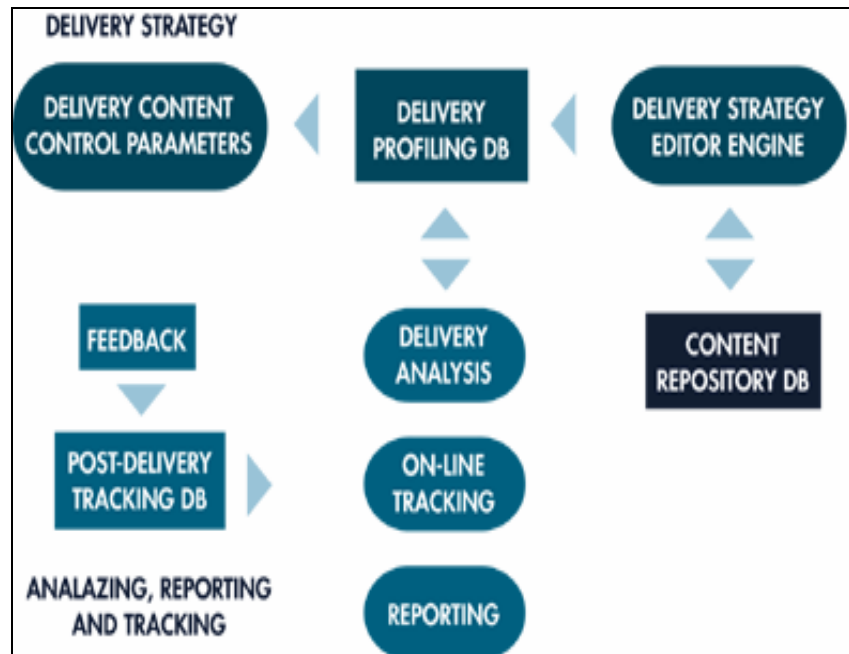 DELIVERY STRATEGY
DELIVERY CONTENT
CONTROL PARAMETERS
DELIVERY
PROFILING DB
DELIVERY STRATEGY
EDITOR ENGINE
FEEDBACK
DELIVERY
ANALYSIS
CONTENT
REPOSITORY DB
POST-DELIVERY
TRACKING DB
ON-LINE
TRACKING
ANALAZING, REPORTING
AND TRACKING
REPORTING